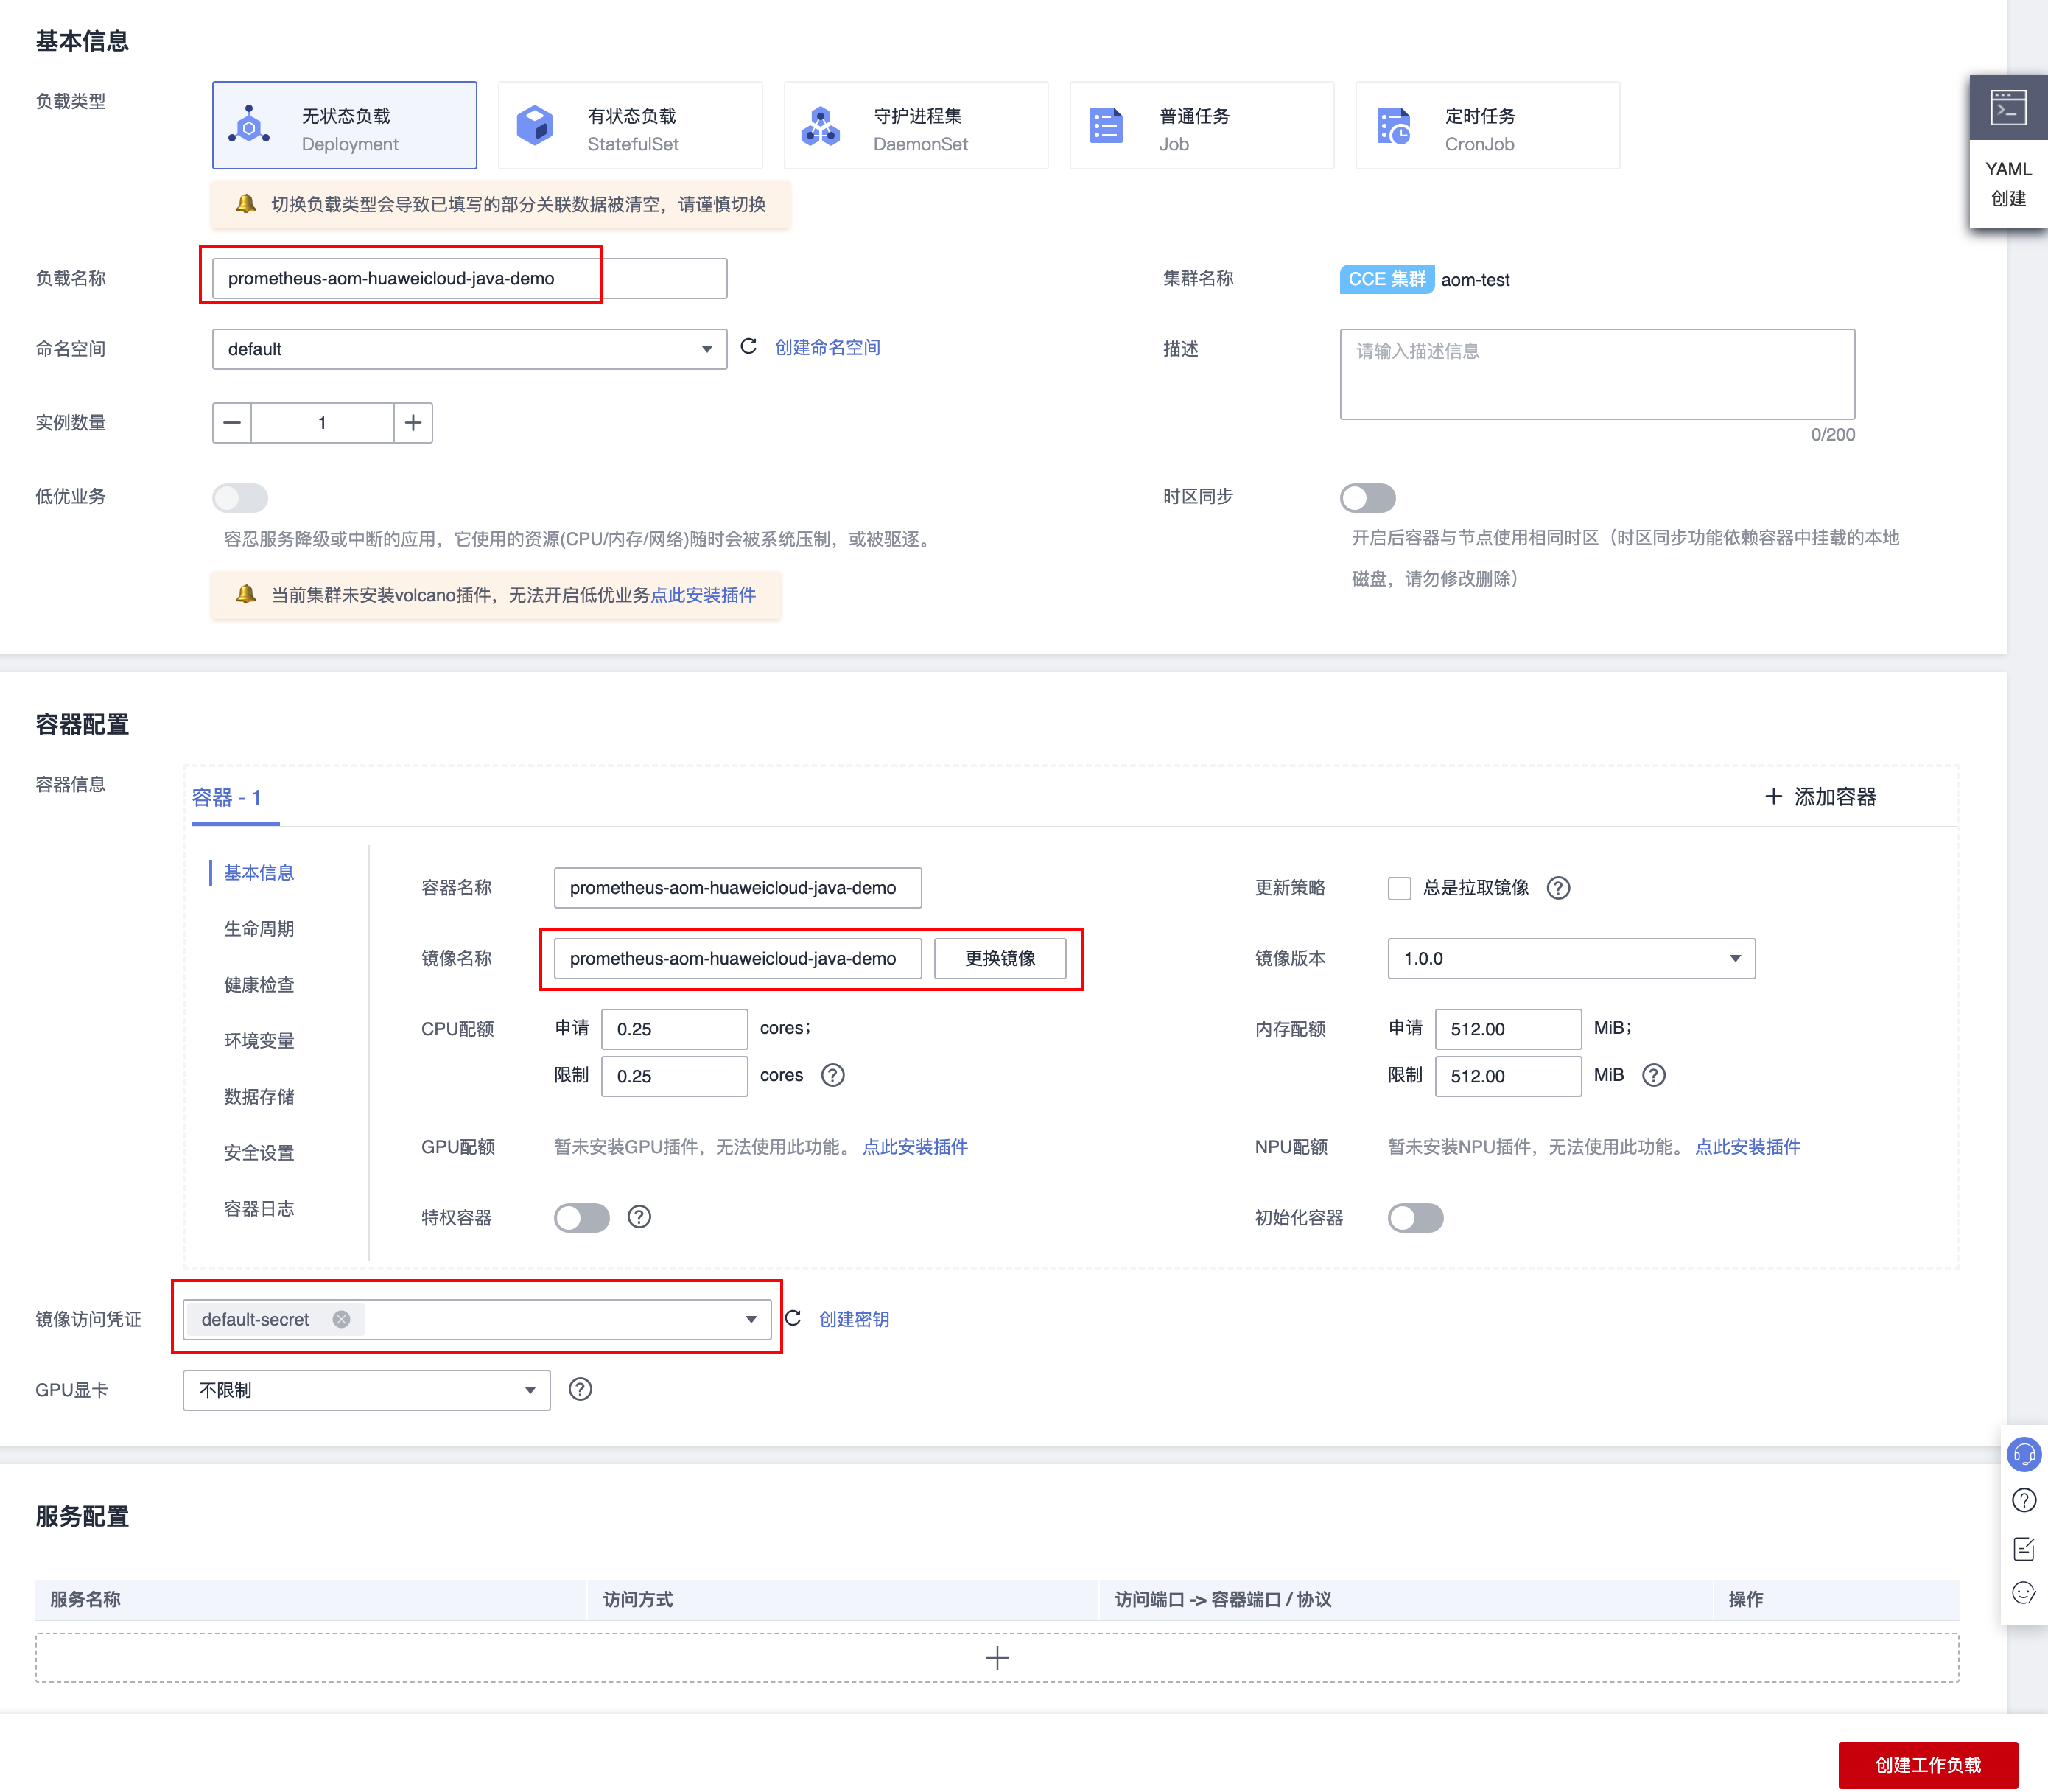 基本信息
负载类型
无状态负载
Deployment
有状态负载
StatefulSet
守护进程集
DaemonSet
普通任务
Job
定时任务
CronJob
YAML
创建
切换负载类型会导致已填写的部分关联数据被清空，请谨慎切换
负载名称
prometheus-aom-huaweicloud-java-demo
集群名称
CCE 集群 aom-test
命名空间
default
创建命名空间
描述
请输入描述信息
0/200
实例数量
1
低优业务
容忍服务降级或中断的应用，它使用的资源(CPU/内存/网络)随时会被系统压制，或被驱逐。
当前集群未安装volcano插件，无法开启低优业务点此安装插件
时区同步
开启后容器与节点使用相同时区（时区同步功能依赖容器中挂载的本地
磁盘，请勿修改删除）
容器配置
容器信息
容器 - 1
添加容器
基本信息
生命周期
健康检查
环境变量
数据存储
安全设置
容器日志
容器名称
prometheus-aom-huaweicloud-java-demo
更新策略
总是拉取镜像
镜像名称
prometheus-aom-huaweicloud-java-demo
更换镜像
镜像版本
1.0.0
CPU配额
申请 0.25 cores；
限制 0.25 cores
内存配额
申请 512.00 MiB；
限制 512.00 MiB
GPU配额
暂未安装GPU插件，无法使用此功能。 点此安装插件
NPU配额
暂未安装NPU插件，无法使用此功能。 点此安装插件
特权容器
初始化容器
镜像访问凭证
default-secret
创建密钥
GPU显卡
不限制
服务配置
服务名称
访问方式
访问端口 -> 容器端口 / 协议
操作
创建工作负载